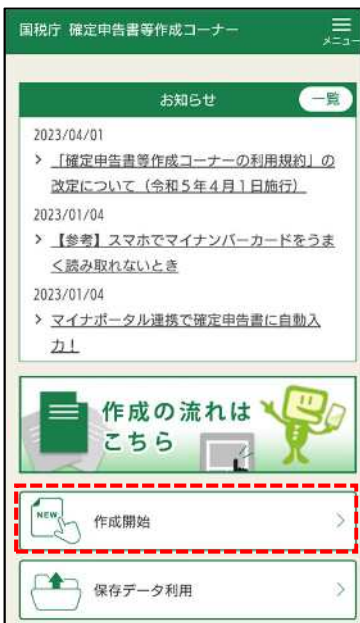 国税庁 確定申告書等作成コーナー
メニュー
お知らせ
一覧
2023/04/01
> 「確定申告書等作成コーナーの利用規約」の
改定について（令和5年4月1日施行）
2023/01/04
> 【参考】スマホでマイナンバーカードをうま
く読み取れないとき
2023/01/04
> マイナポータル連携で確定申告書に自動入
力！
作成の流れは
こちら
NEW
作成開始
保存データ利用